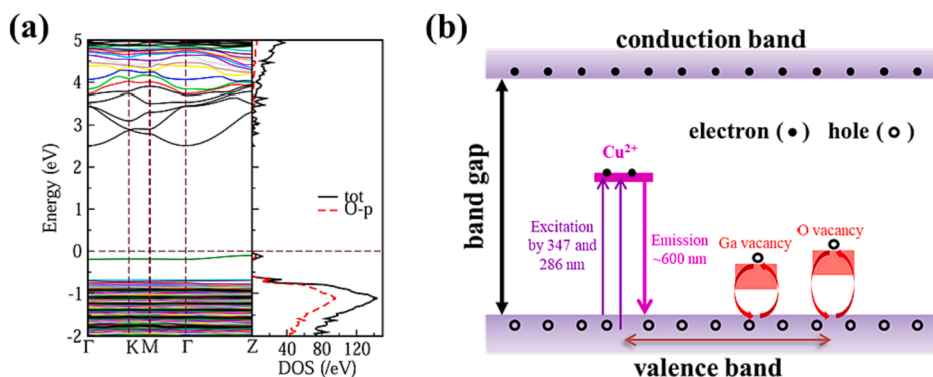 (a)
5
4
3
2
1
0
-1
-2
Energy (eV)
tot
O-p
Γ
K
M
Γ
Z
40
80
120
DOS (/eV)
(b)
conduction band
electron (●) hole (○)
Cu²⁺
band gap
Excitation
by 347 and
286 nm
Emission
~600 nm
Ga vacancy
O vacancy
valence band